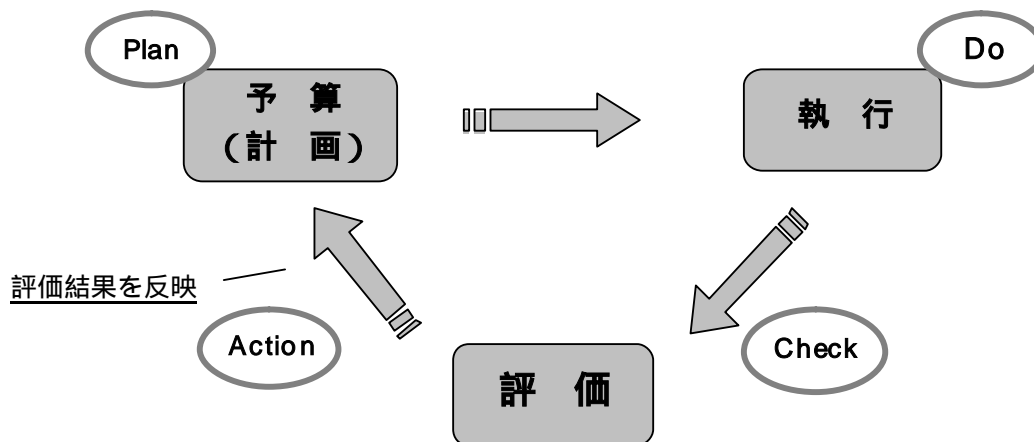 Plan
予 算
(計 画)
Do
執 行
評価結果を反映
Action
Check
評 価